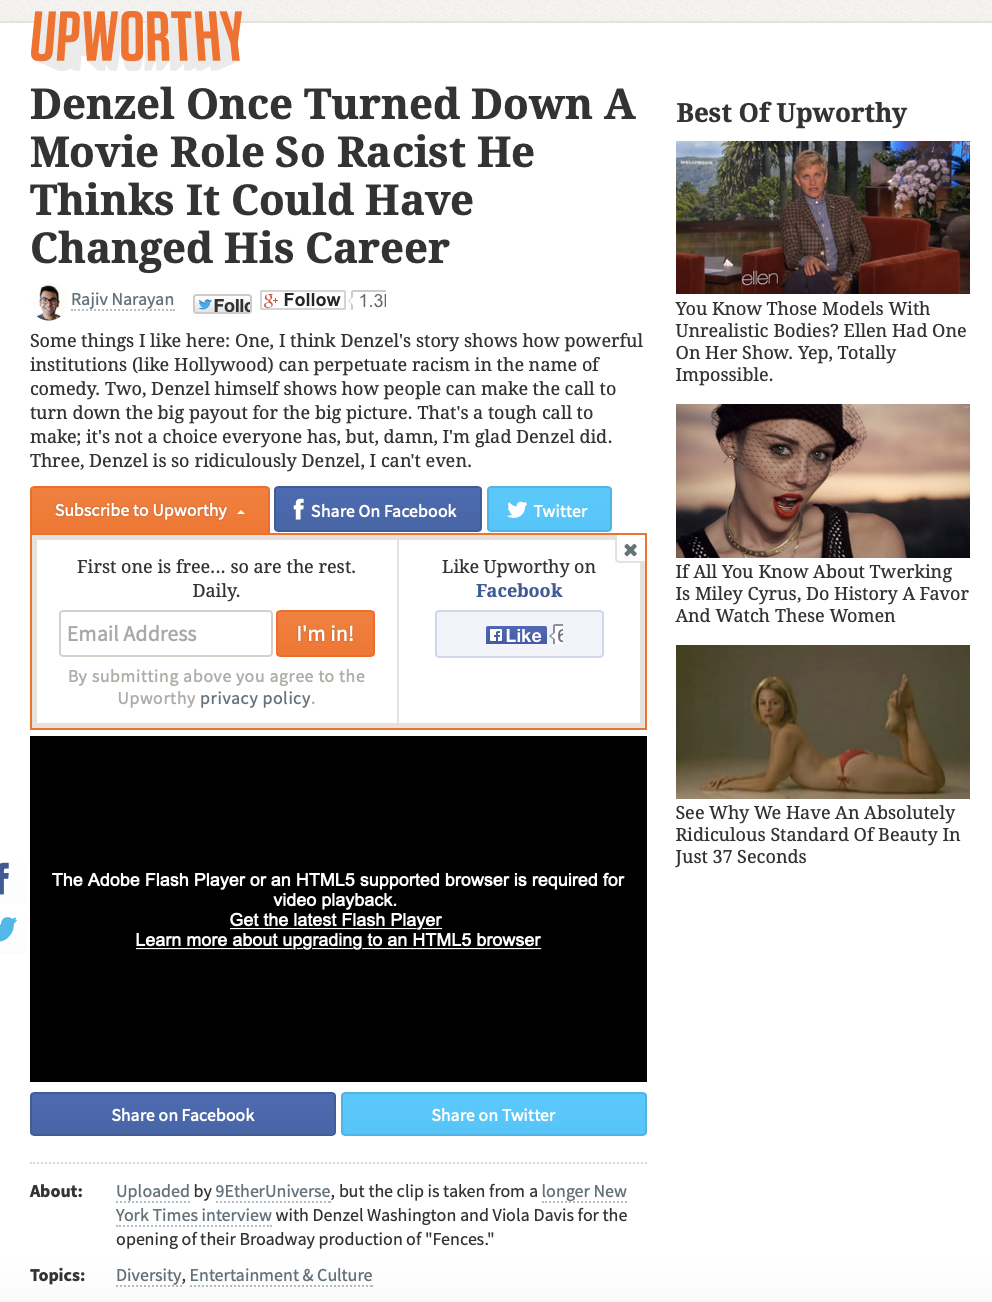 UPWORTHY
Denzel Once Turned Down A
Movie Role So Racist He
Thinks It Could Have
Changed His Career
Rajiv Narayan
Follow
1.3
Some things I like here: One, I think Denzel's story shows how powerful
institutions (like Hollywood) can perpetuate racism in the name of
comedy. Two, Denzel himself shows how people can make the call to
turn down the big payout for the big picture. That's a tough call to
make; it's not a choice everyone has, but, damn, I'm glad Denzel did.
Three, Denzel is so ridiculously Denzel, I can't even.
Subscribe to Upworthy
Share On Facebook
Twitter
First one is free... so are the rest.
Daily.
Email Address
I'm in!
By submitting above you agree to the
Upworthy privacy policy.
Like Upworthy on
Facebook
Like
The Adobe Flash Player or an HTML5 supported browser is required for
video playback.
Get the latest Flash Player
Learn more about upgrading to an HTML5 browser
Share on Facebook
Share on Twitter
About:
Uploaded by 9EtherUniverse, but the clip is taken from a longer New
York Times interview with Denzel Washington and Viola Davis for the
opening of their Broadway production of "Fences."
Topics:
Diversity, Entertainment & Culture
Best Of Upworthy
ellen
You Know Those Models With
Unrealistic Bodies? Ellen Had One
On Her Show. Yep, Totally
Impossible.
If All You Know About Twerking
Is Miley Cyrus, Do History A Favor
And Watch These Women
See Why We Have An Absolutely
Ridiculous Standard Of Beauty In
Just 37 Seconds